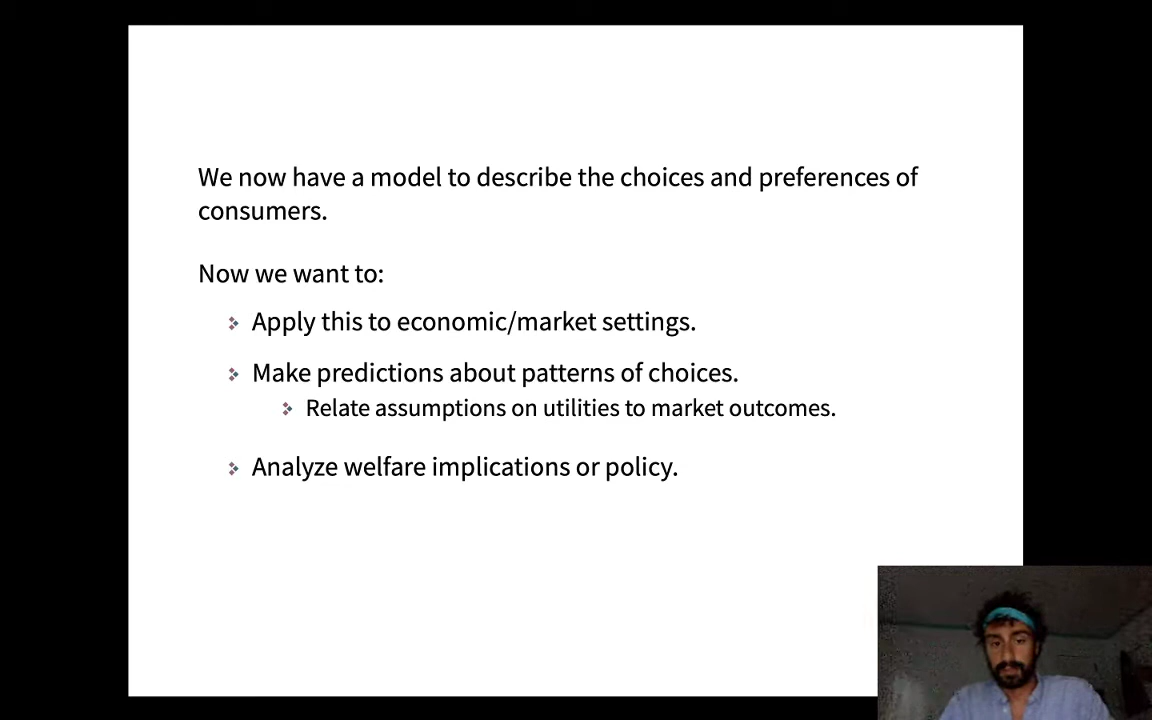 We now have a model to describe the choices and preferences of
consumers.
Now we want to:
Apply this to economic/market settings.
Make predictions about patterns of choices.
Relate assumptions on utilities to market outcomes.
Analyze welfare implications or policy.